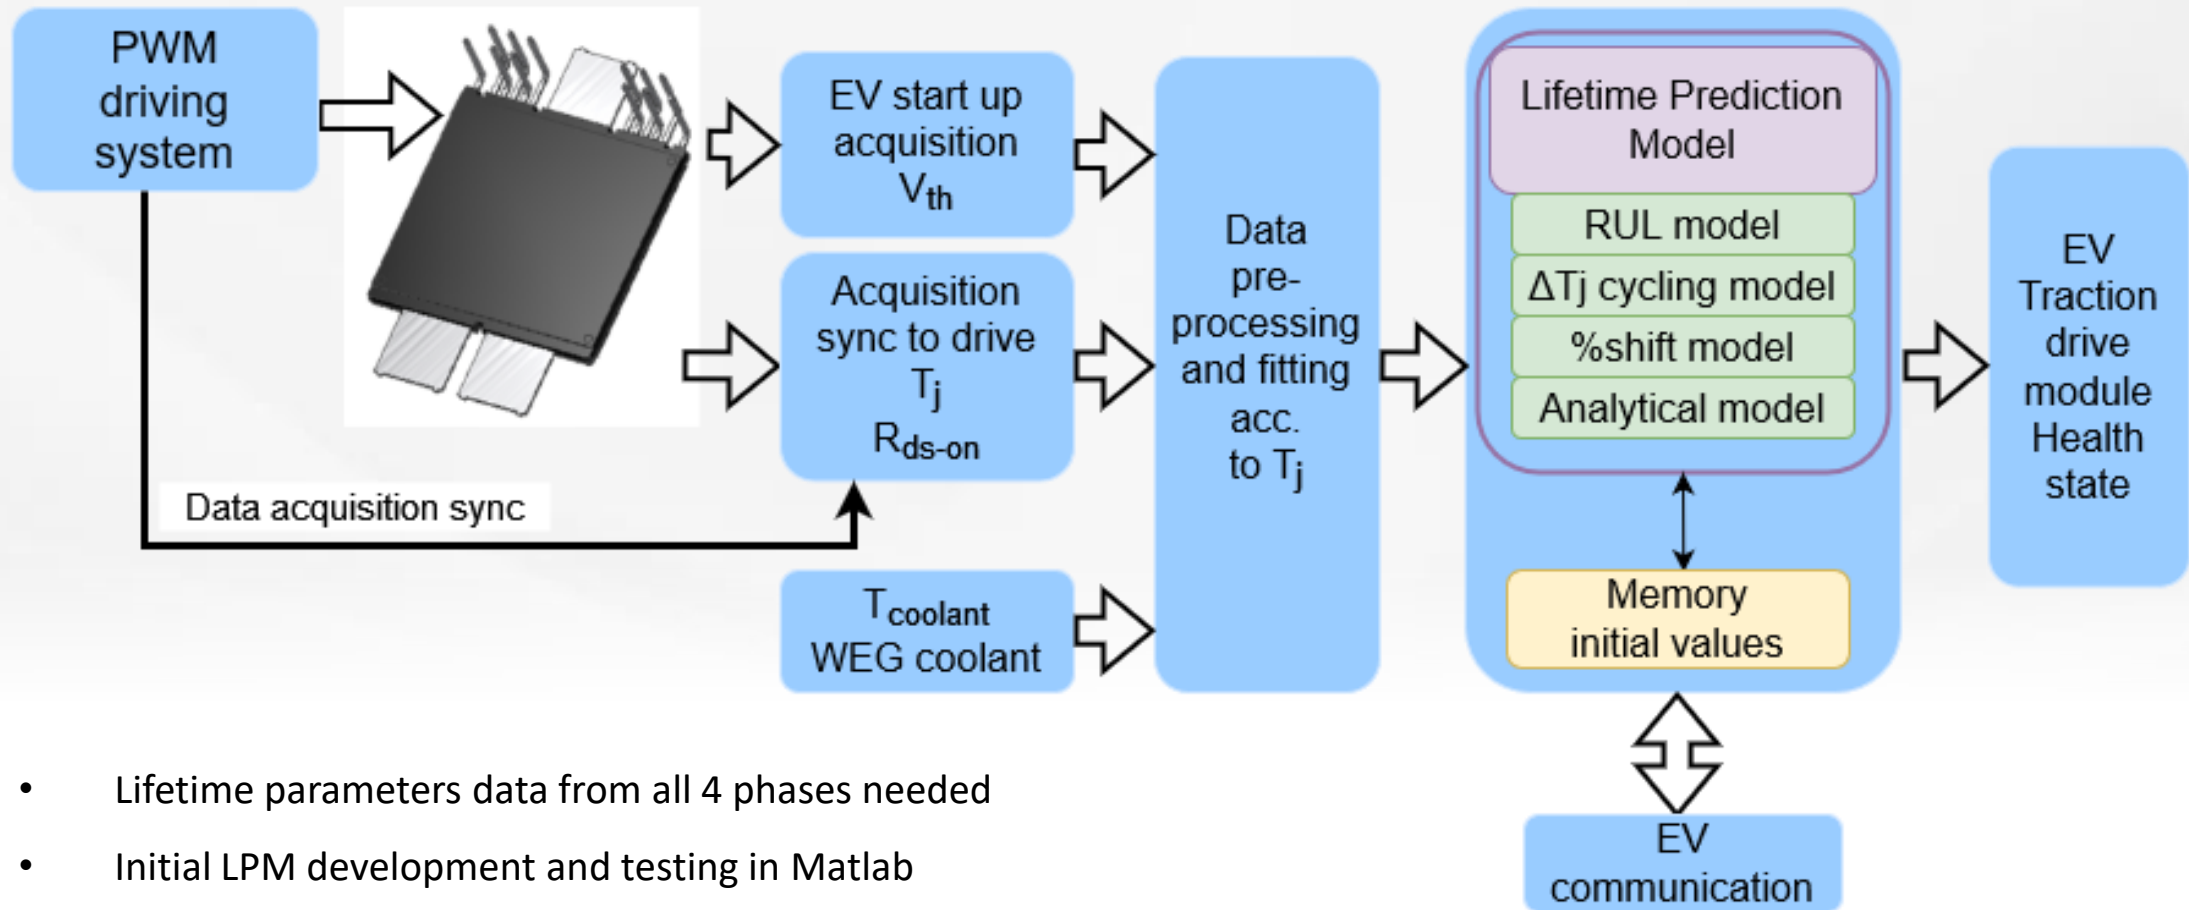 PWM
driving
system
EV start up
acquisition
Vth
Acquisition
sync to drive
Tj
Rds-on
Data acquisition sync
Tcoolant
WEG coolant
Data
pre-
processing
and fitting
acc.
to Tj
Lifetime Prediction
Model
RUL model
ΔTj cycling model
%shift model
Analytical model
Memory
initial values
EV
Traction
drive
module
Health
state
EV
communication
• Lifetime parameters data from all 4 phases needed
• Initial LPM development and testing in Matlab